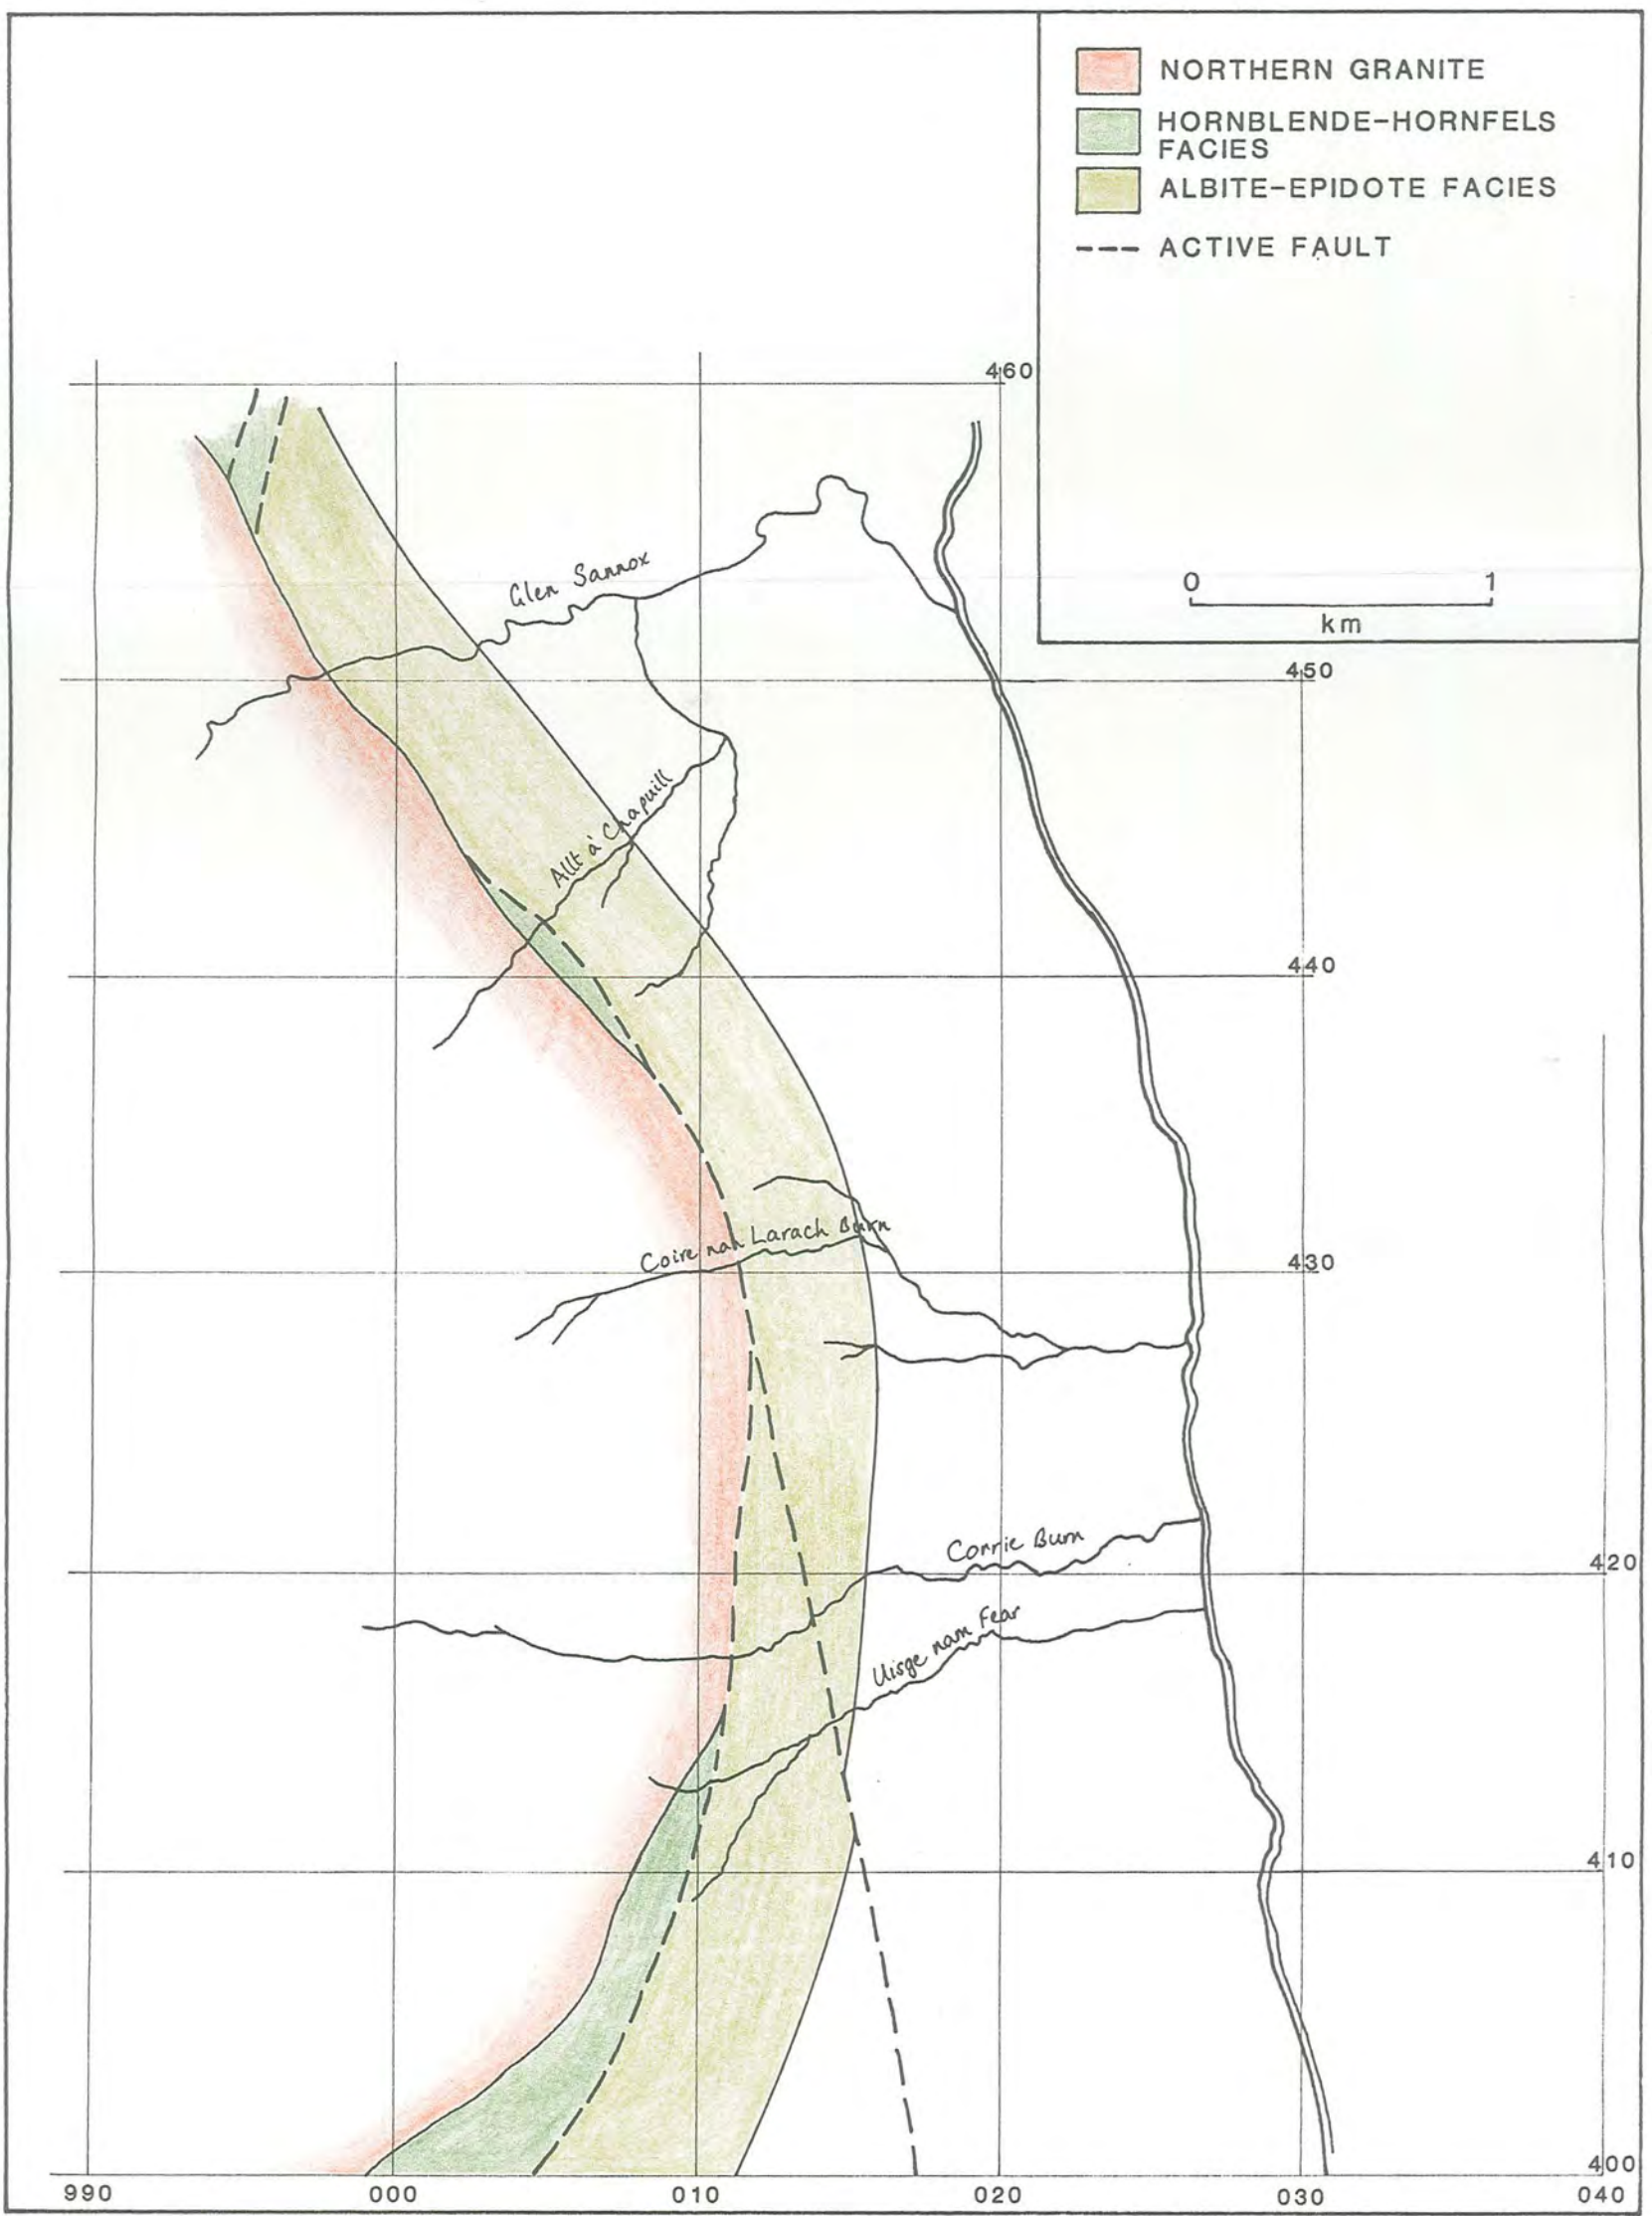 NORTHERN GRANITE
HORNBLENDE-HORNFELS
FACIES
ALBITE-EPIDOTE FACIES
ACTIVE FAULT
0 1
km
460
Glen Sannox
450
Allt à Chapuill
440
Coire nan Larach Burn
430
Corrie Burn
420
Uisge nam Fear
410
400
990 000 010 020 030 040